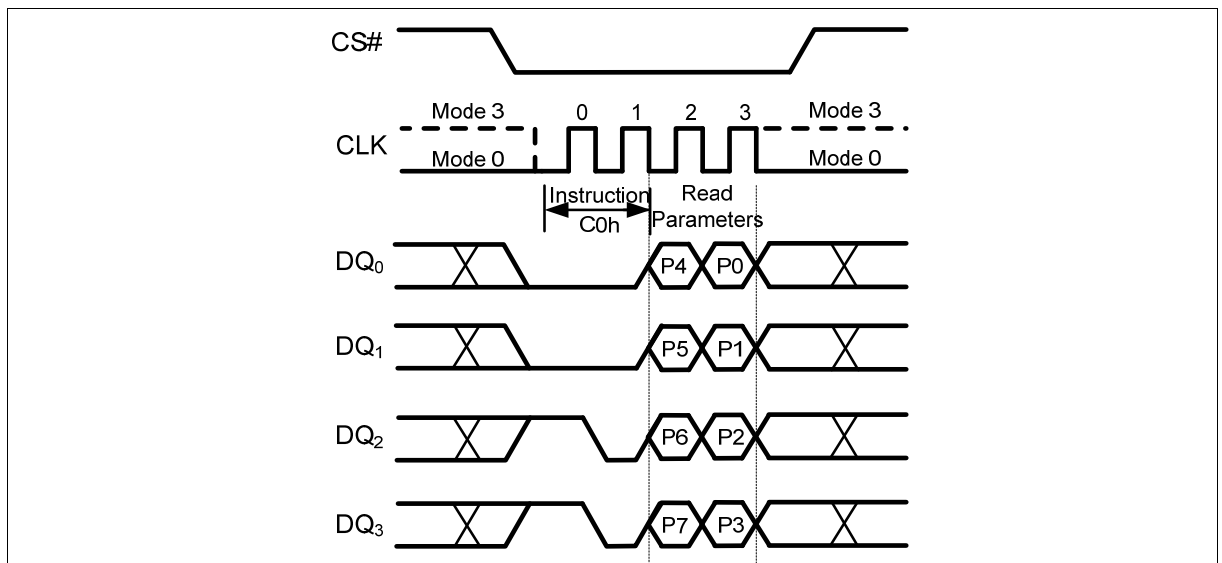 CS#
Mode 3 0 1 2 3 Mode 3
CLK
Mode 0 Mode 0
Instruction Read
C0h Parameters
DQ0 P4 P0
DQ1 P5 P1
DQ2 P6 P2
DQ3 P7 P3